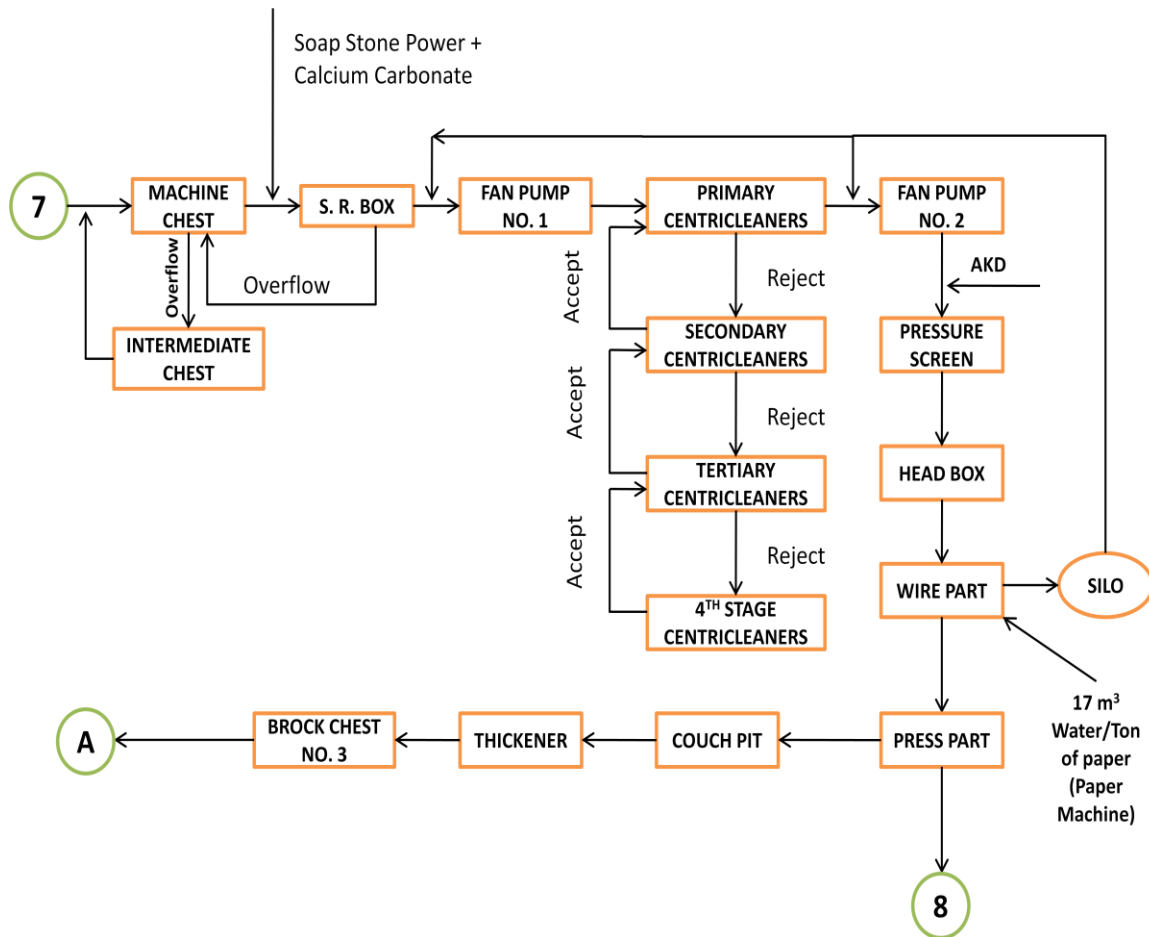 Soap Stone Power +
Calcium Carbonate
7
MACHINE
CHEST
S. R. BOX
FAN PUMP
NO. 1
PRIMARY
CENTRICLEANERS
FAN PUMP
NO. 2
Overflow
Overflow
Accept
Reject
AKD
INTERMEDIATE
CHEST
SECONDARY
CENTRICLEANERS
PRESSURE
SCREEN
Accept
Reject
TERTIARY
CENTRICLEANERS
HEAD BOX
Accept
Reject
4TH STAGE
CENTRICLEANERS
WIRE PART
SILO
17 m³
Water/Ton
of paper
(Paper
Machine)
A
BROCK CHEST
NO. 3
THICKENER
COUCH PIT
PRESS PART
8